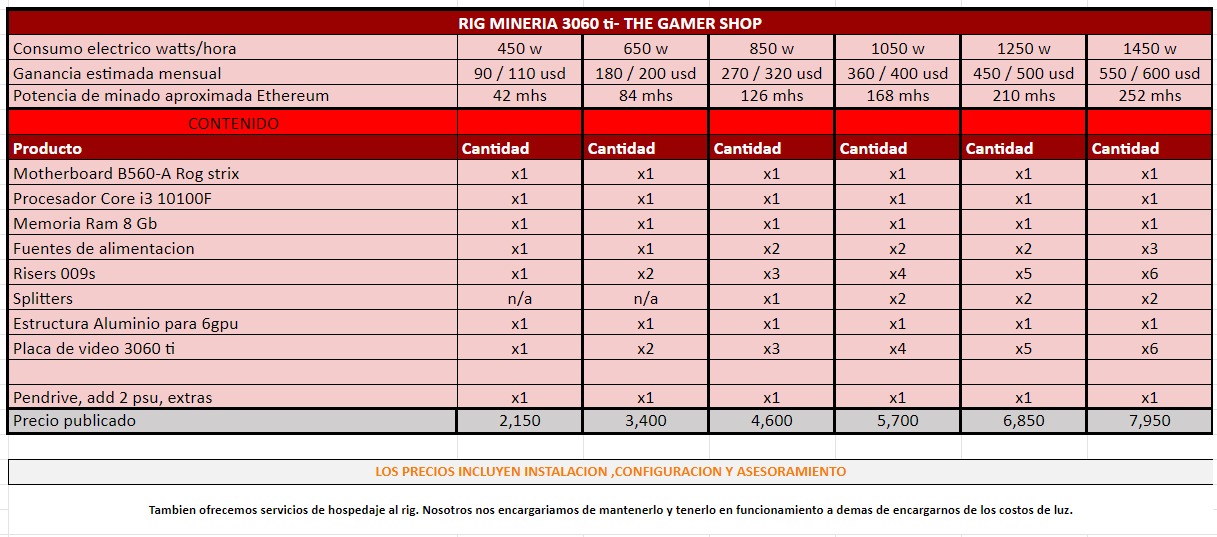 RIG MINERIA 3060 ti- THE GAMER SHOP
Consumo electrico watts/hora 450 w 650 w 850 w 1050 w 1250 w 1450 w
Ganancia estimada mensual 90 / 110 usd 180 / 200 usd 270 / 320 usd 360 / 400 usd 450 / 500 usd 550 / 600 usd
Potencia de minado aproximada Ethereum 42 mhs 84 mhs 126 mhs 168 mhs 210 mhs 252 mhs
CONTENIDO
Producto Cantidad Cantidad Cantidad Cantidad Cantidad Cantidad
Motherboard B560-A Rog strix x1 x1 x1 x1 x1 x1
Procesador Core i3 10100F x1 x1 x1 x1 x1 x1
Memoria Ram 8 Gb x1 x1 x1 x1 x1 x1
Fuentes de alimentacion x1 x1 x2 x2 x2 x3
Risers 009s x1 x2 x3 x4 x5 x6
Splitters n/a n/a x1 x2 x2 x2
Estructura Aluminio para 6gpu x1 x1 x1 x1 x1 x1
Placa de video 3060 ti x1 x2 x3 x4 x5 x6
Pendrive, add 2 psu, extras x1 x1 x1 x1 x1 x1
Precio publicado 2,150 3,400 4,600 5,700 6,850 7,950
LOS PRECIOS INCLUYEN INSTALACION ,CONFIGURACION Y ASESORAMIENTO
Tambien ofrecemos servicios de hospedaje al rig. Nosotros nos encargariamos de mantenerlo y tenerlo en funcionamiento a demas de encargarnos de los costos de luz.